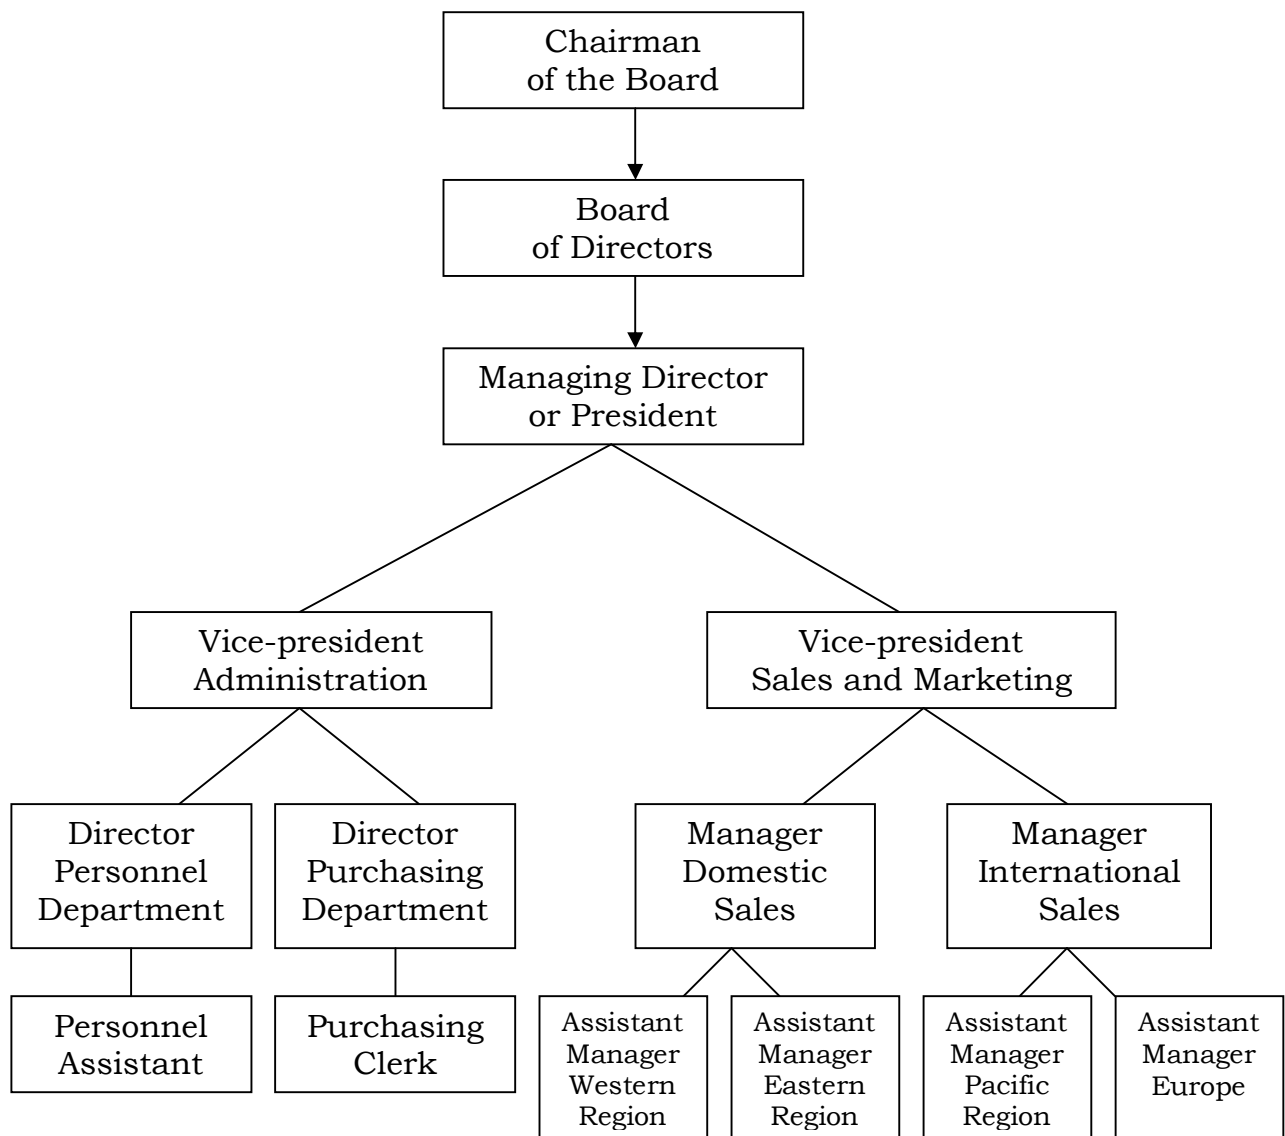 Chairman
of the Board
Board
of Directors
Managing Director
or President
Vice-president
Administration
Vice-president
Sales and Marketing
Director
Personnel
Department
Director
Purchasing
Department
Manager
Domestic
Sales
Manager
International
Sales
Personnel
Assistant
Purchasing
Clerk
Assistant
Manager
Western
Region
Assistant
Manager
Eastern
Region
Assistant
Manager
Pacific
Region
Assistant
Manager
Europe